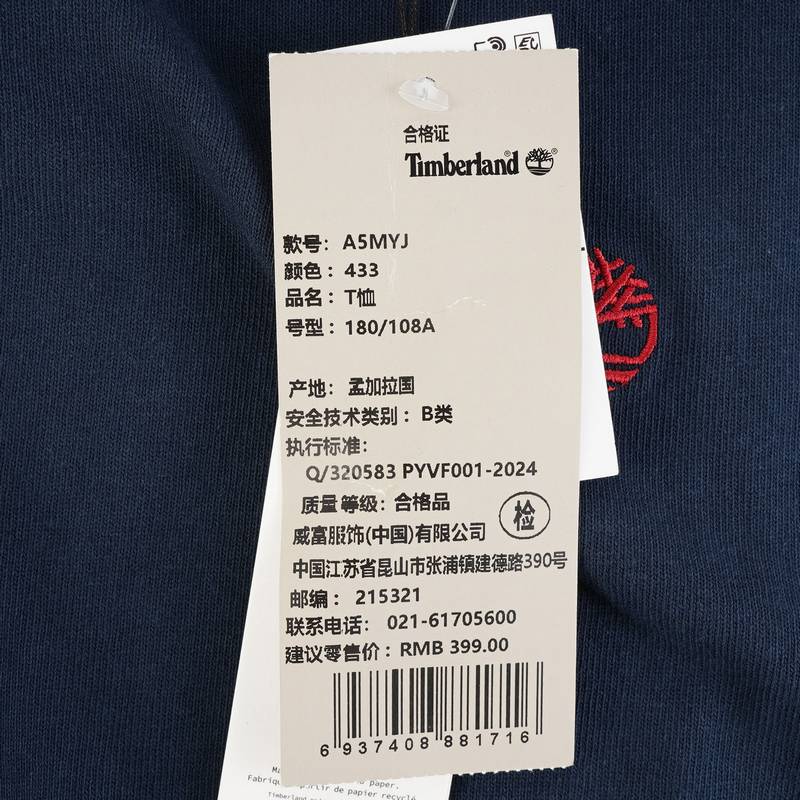 合格证
Timberland
款号：A5MYJ
颜色：433
品名：T恤
号型：180/108A
产地：孟加拉国
安全技术类别：B类
执行标准：
Q/320583 PYVF001-2024
质量等级：合格品
检
威富服饰(中国)有限公司
中国江苏省昆山市张浦镇建德路390号
邮编：215321
联系电话：021-61705600
建议零售价：RMB 399.00
6 937408 881716
paper.
partir de papier recyclé